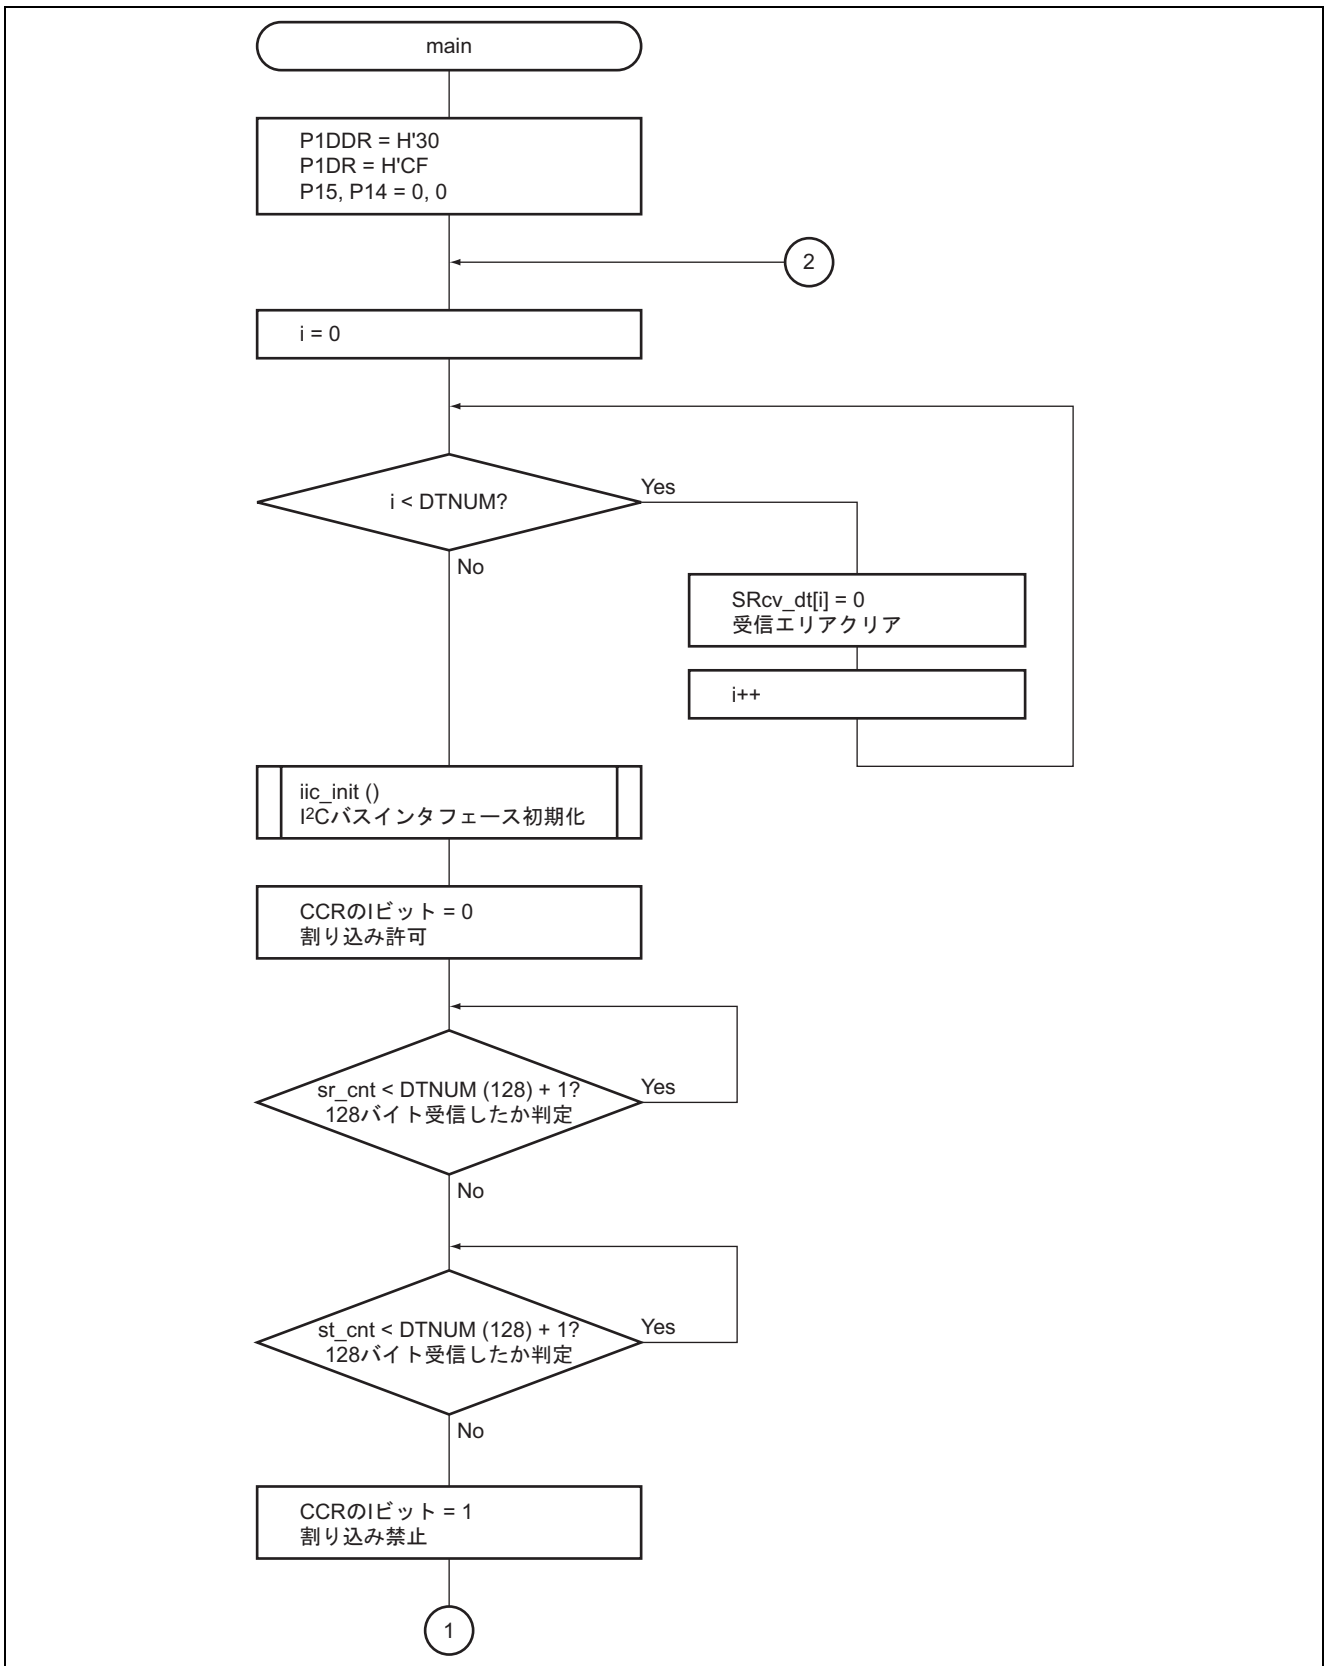 main
P1DDR = H'30
P1DR = H'CF
P15, P14 = 0, 0
2
i = 0
i < DTNUM?
Yes
No
SRcv_dt[i] = 0
受信エリアクリア
i++
iic_init ()
I²Cバスインタフェース初期化
CCRのIビット = 0
割り込み許可
sr_cnt < DTNUM (128) + 1?
128バイト受信したか判定
Yes
No
st_cnt < DTNUM (128) + 1?
128バイト受信したか判定
Yes
No
CCRのIビット = 1
割り込み禁止
1